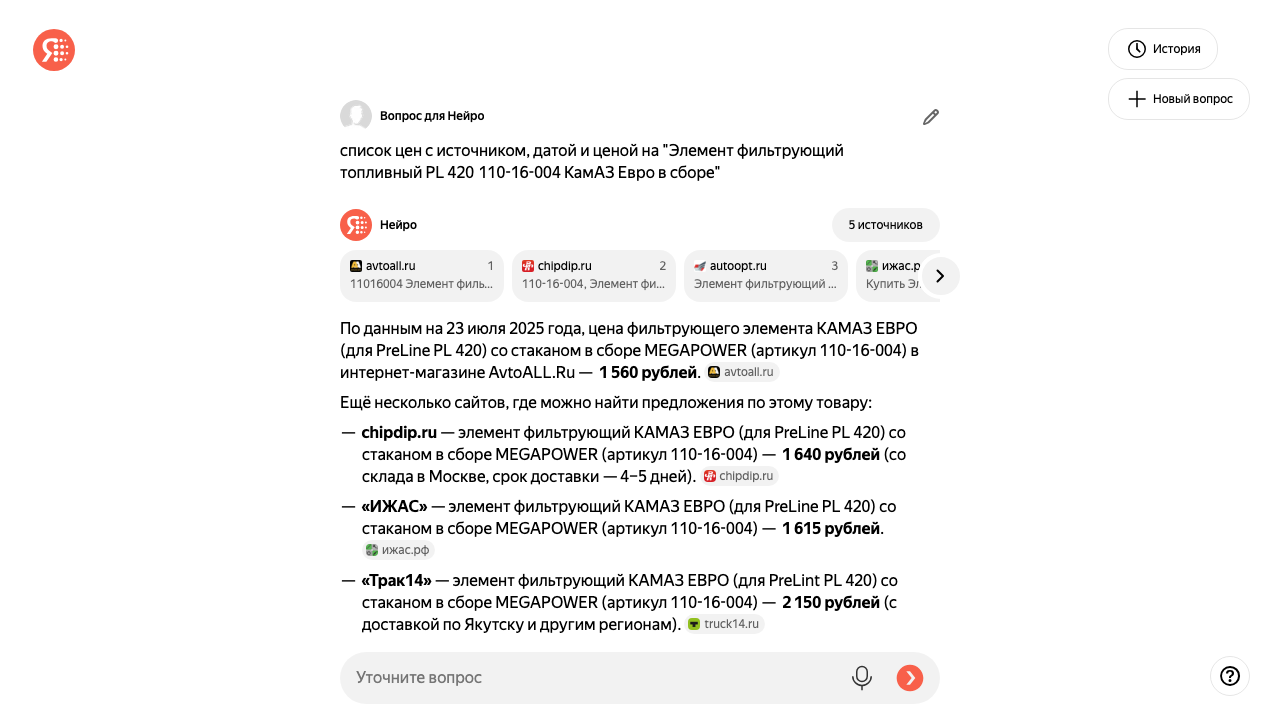 История
Новый вопрос
Вопрос для Нейро
список цен с источником, датой и ценой на "Элемент фильтрующий
топливный PL 420 110-16-004 КамАЗ Евро в сборе"
Нейро
5 источников
avtoall.ru 1
11016004 Элемент филь...
chipdip.ru 2
110-16-004, Элемент фи...
autoopt.ru 3
Элемент фильтрующий ...
ижас.р
Купить Эл
По данным на 23 июля 2025 года, цена фильтрующего элемента КАМАЗ ЕВРО
(для PreLine PL 420) со стаканом в сборе MEGAPOWER (артикул 110-16-004) в
интернет-магазине AvtoALL.Ru — 1 560 рублей. avtoall.ru
Ещё несколько сайтов, где можно найти предложения по этому товару:
— chipdip.ru — элемент фильтрующий КАМАЗ ЕВРО (для PreLine PL 420) со
стаканом в сборе MEGAPOWER (артикул 110-16-004) — 1 640 рублей (со
склада в Москве, срок доставки — 4–5 дней). chipdip.ru
— «ИЖАС» — элемент фильтрующий КАМАЗ ЕВРО (для PreLine PL 420) со
стаканом в сборе MEGAPOWER (артикул 110-16-004) — 1 615 рублей.
ижас.рф
— «Трак14» — элемент фильтрующий КАМАЗ ЕВРО (для PreLint PL 420) со
стаканом в сборе MEGAPOWER (артикул 110-16-004) — 2 150 рублей (с
доставкой по Якутску и другим регионам). truck14.ru
Уточните вопрос